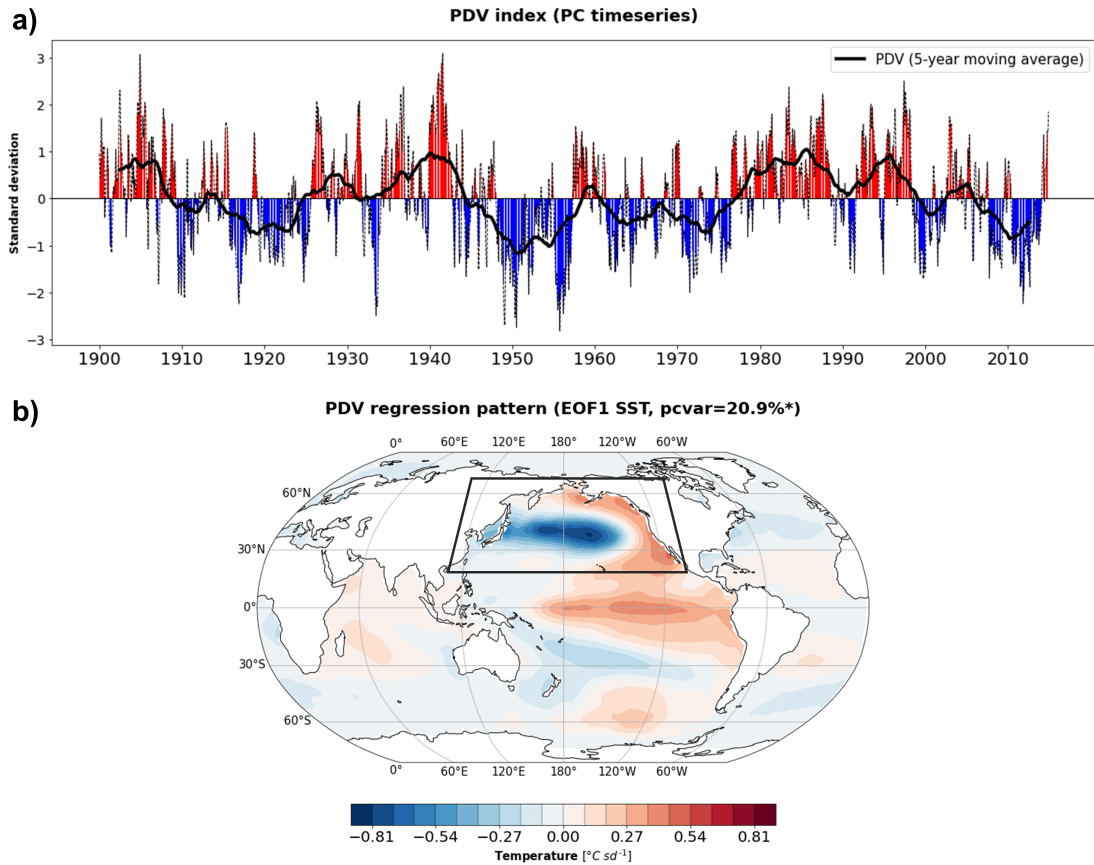 a)
PDV index (PC timeseries)
PDV (5-year moving average)
Standard deviation
3
2
1
0
−1
−2
−3
1900 1910 1920 1930 1940 1950 1960 1970 1980 1990 2000 2010
b)
PDV regression pattern (EOF1 SST, pcvar=20.9%*)
0° 60°E 120°E 180° 120°W 60°W
60°N
30°N
0°
30°S
60°S
0° 60°E 120°E 180° 120°W 60°W
−0.81 −0.54 −0.27 0.00 0.27 0.54 0.81
Temperature [°C sd⁻¹]